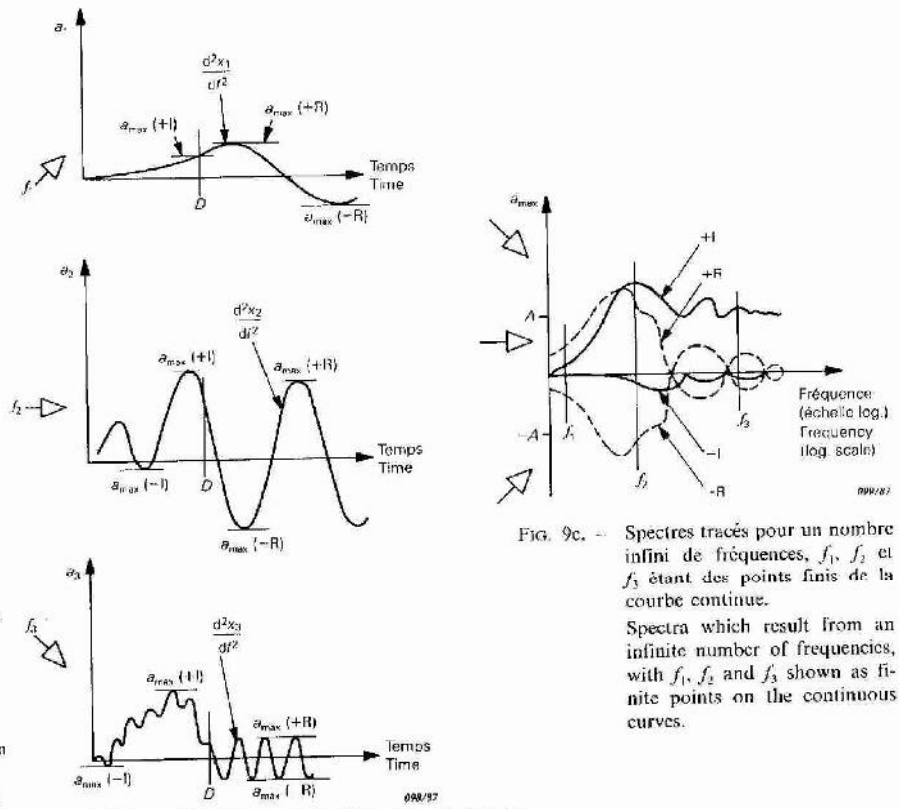 a₁
d²x₁
dt²
a_max (+I)
a_max (+R)
Temps
Time
D
a_max (−R)
a₂
d²x₂
dt²
a_max (+I)
a_max (+R)
f₂
Temps
Time
a_max (−I)
D
a_max (−R)
a₃
f₃
d²x₃
dt²
a_max (+I)
a_max (+R)
Temps
Time
a_max (−I)
D
a_max (−R)
098/87
a_max
+I
+R
A
−A
f₁
f₂
f₃
−I
−R
Fréquence
(échelle log.)
Frequency
(log. scale)
099/87
FIG. 9c. – Spectres tracés pour un nombre
infini de fréquences, f₁, f₂ et
f₃ étant des points finis de la
courbe continue.
Spectra which result from an
infinite number of frequencies,
with f₁, f₂ and f₃ shown as fi-
nite points on the continuous
curves.